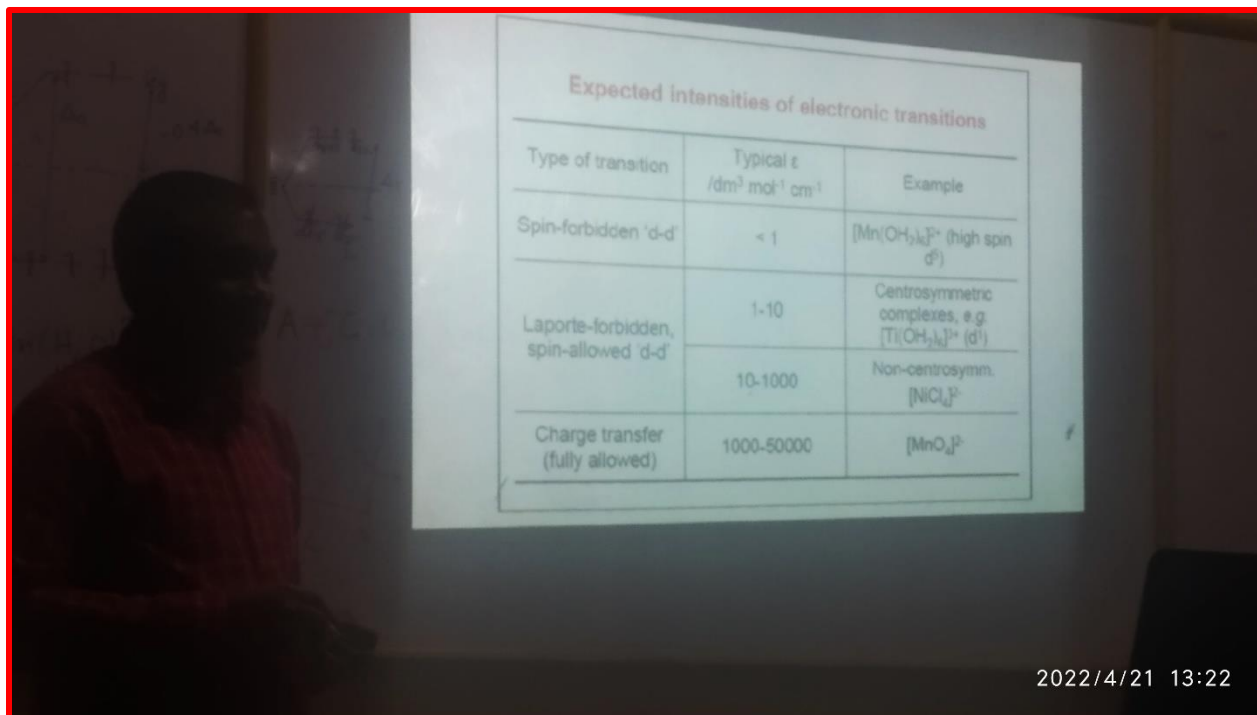 Expected intensities of electronic transitions
Type of transition
Typical ε
/dm³ mol⁻¹ cm⁻¹
Example
Spin-forbidden 'd-d'
< 1
[Mn(OH₂)₆]²⁺ (high spin
d⁵)
Laporte-forbidden,
spin-allowed 'd-d'
1-10
Centrosymmetric
complexes, e.g.
[Ti(OH₂)₆]³⁺ (d¹)
10-1000
Non-centrosymm.
[NiCl₄]²⁻
Charge transfer
(fully allowed)
1000-50000
[MnO₄]²⁻
2022/4/21 13:22